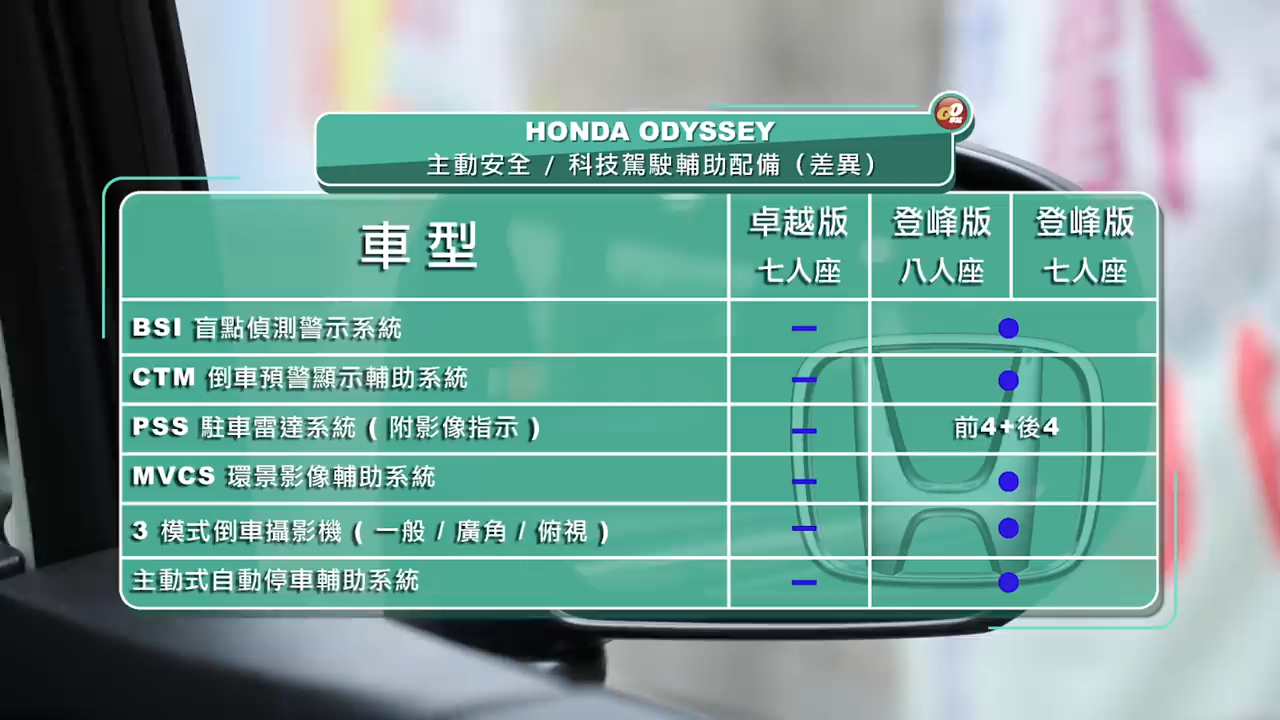 HONDA ODYSSEY
主動安全 / 科技駕駛輔助配備（差異）
車型 卓越版 七人座 登峰版 八人座 登峰版 七人座
BSI 盲點偵測警示系統 – ●
CTM 倒車預警顯示輔助系統 – ●
PSS 駐車雷達系統 ( 附影像指示 ) – 前4+後4
MVCS 環景影像輔助系統 – ●
3 模式倒車攝影機 ( 一般 / 廣角 / 俯視 ) – ●
主動式自動停車輔助系統 – ●
GO